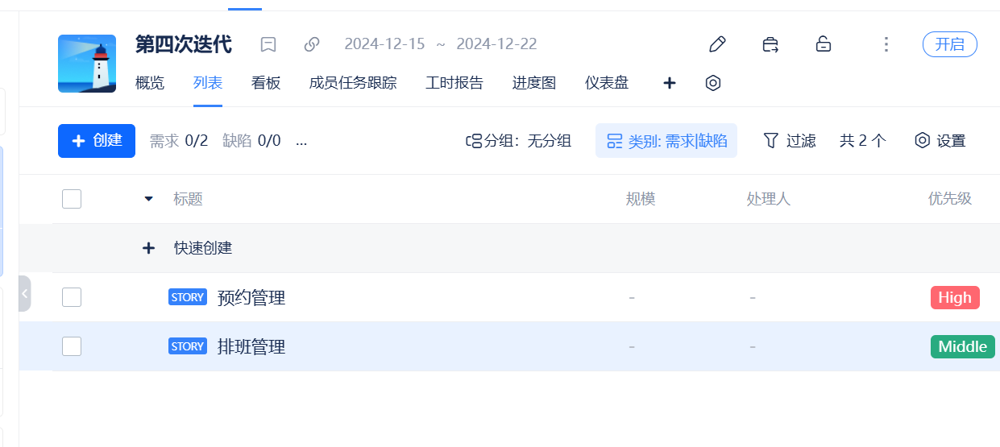 第四次迭代 2024-12-15 ~ 2024-12-22 开启
概览 列表 看板 成员任务跟踪 工时报告 进度图 仪表盘
创建 需求 0/2 缺陷 0/0 ... 分组：无分组 类别: 需求|缺陷 过滤 共 2 个 设置
标题 规模 处理人 优先级
快速创建
STORY 预约管理 - - High
STORY 排班管理 - - Middle